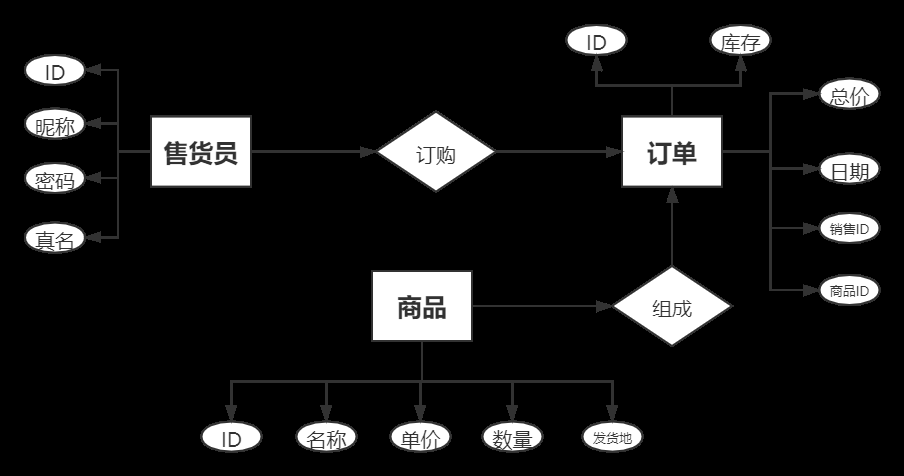 ID
库存
ID
总价
昵称
售货员
订购
订单
密码
日期
真名
销售ID
商品
组成
商品ID
ID
名称
单价
数量
发货地